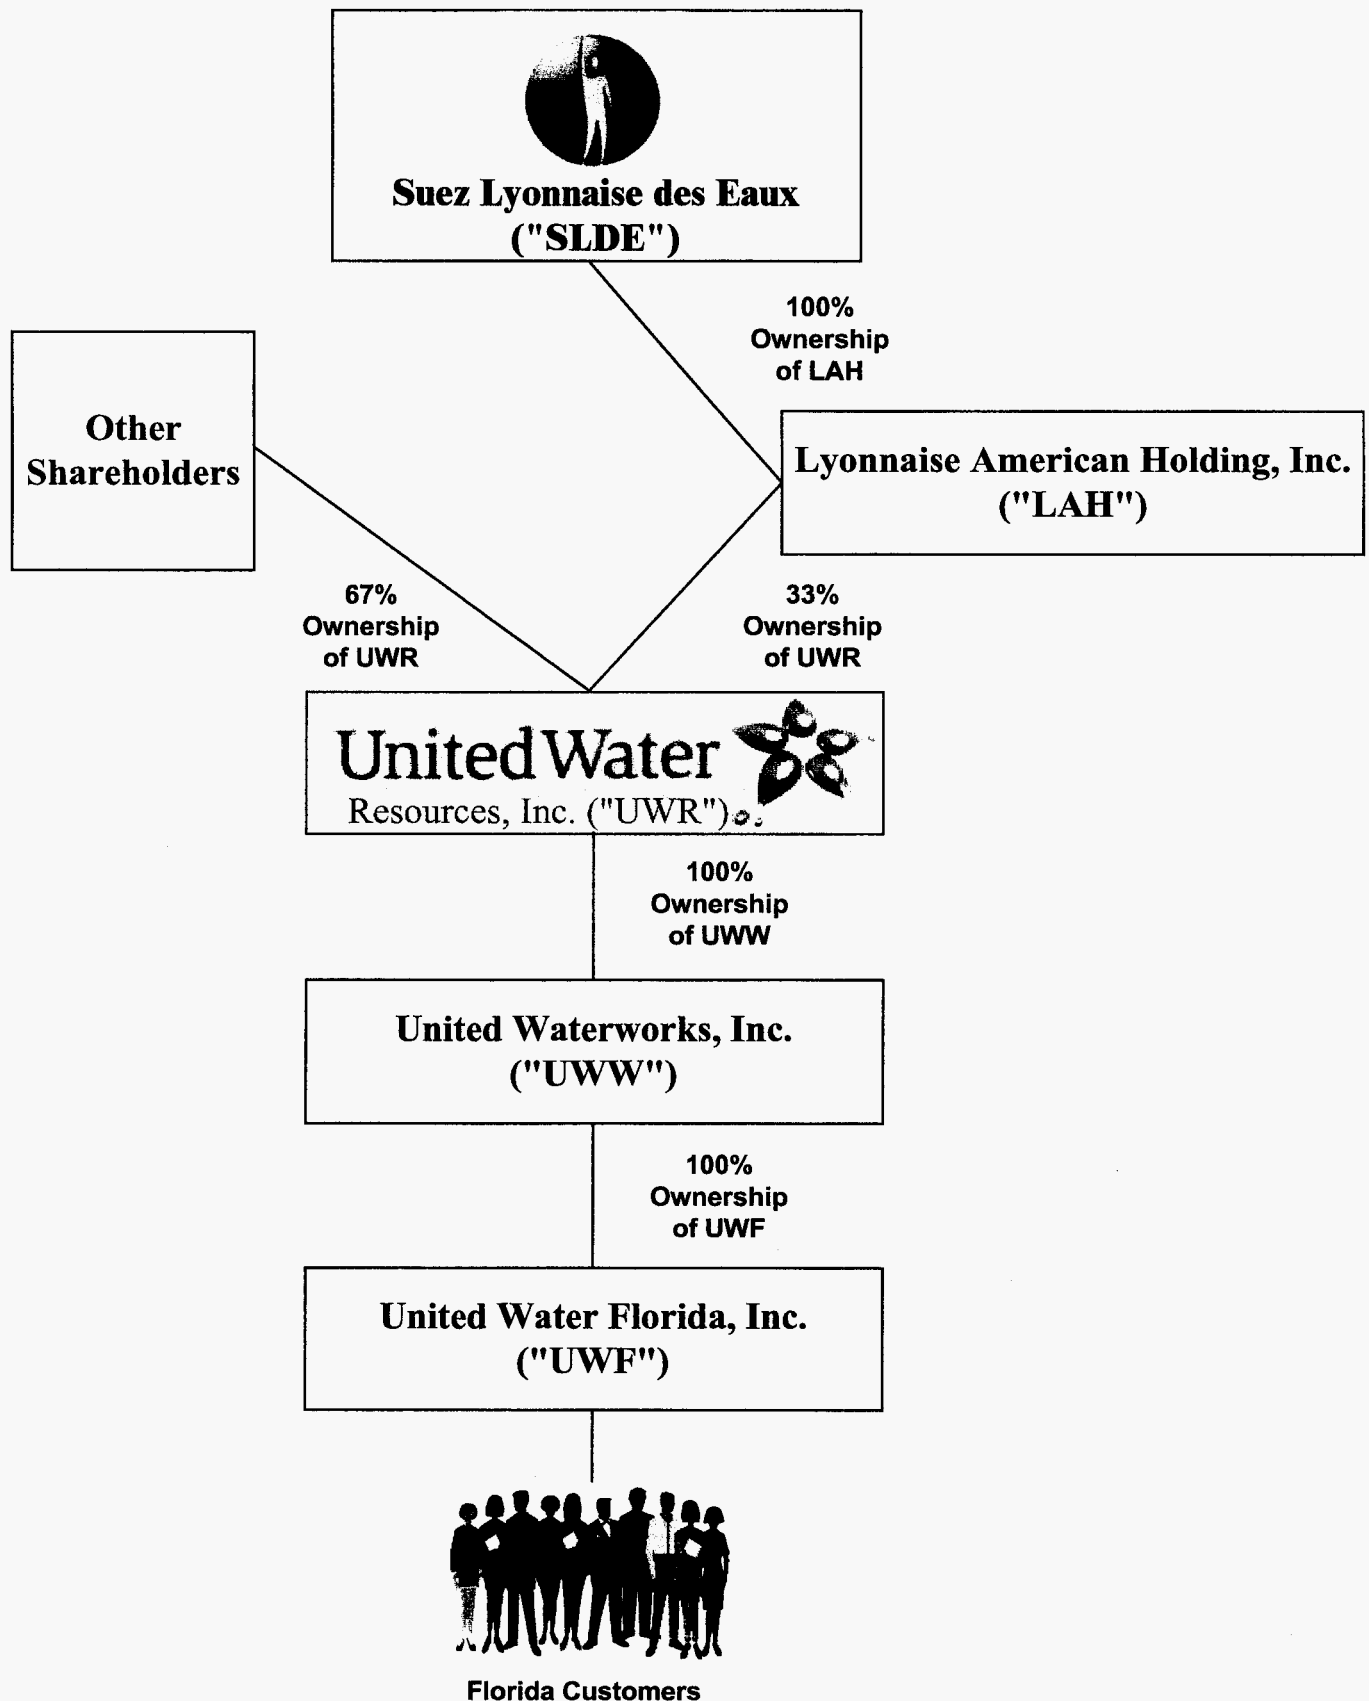 Suez Lyonnaise des Eaux
("SLDE")
100%
Ownership
of LAH
Other
Shareholders
Lyonnaise American Holding, Inc.
("LAH")
67%
Ownership
of UWR
33%
Ownership
of UWR
United Water
Resources, Inc. ("UWR")
100%
Ownership
of UWW
United Waterworks, Inc.
("UWW")
100%
Ownership
of UWF
United Water Florida, Inc.
("UWF")
Florida Customers